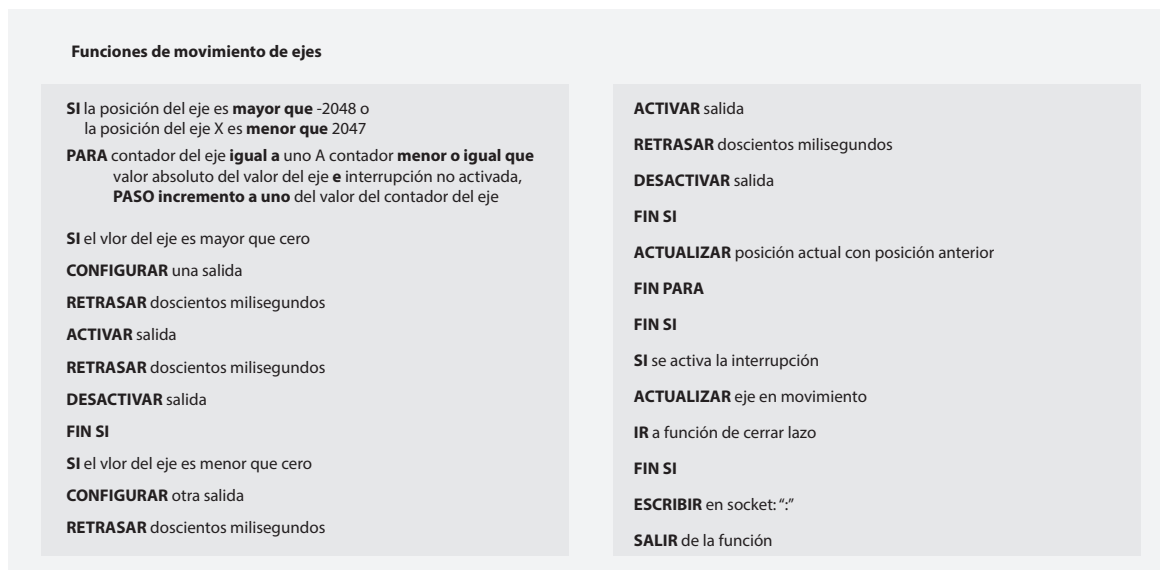 Funciones de movimiento de ejes
SI la posición del eje es mayor que -2048 o
la posición del eje X es menor que 2047
PARA contador del eje igual a uno A contador menor o igual que
valor absoluto del valor del eje e interrupción no activada,
PASO incremento a uno del valor del contador del eje
SI el vlor del eje es mayor que cero
CONFIGURAR una salida
RETRASAR doscientos milisegundos
ACTIVAR salida
RETRASAR doscientos milisegundos
DESACTIVAR salida
FIN SI
SI el vlor del eje es menor que cero
CONFIGURAR otra salida
RETRASAR doscientos milisegundos
ACTIVAR salida
RETRASAR doscientos milisegundos
DESACTIVAR salida
FIN SI
ACTUALIZAR posición actual con posición anterior
FIN PARA
FIN SI
SI se activa la interrupción
ACTUALIZAR eje en movimiento
IR a función de cerrar lazo
FIN SI
ESCRIBIR en socket: “:”
SALIR de la función